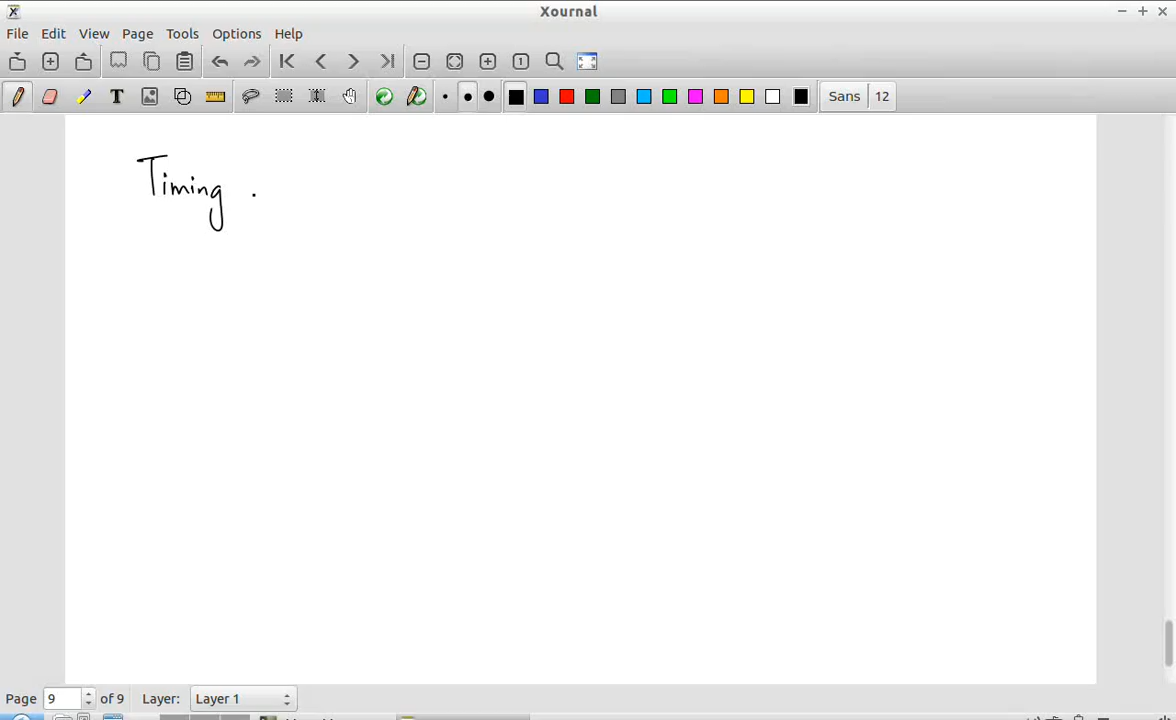 Xournal
File Edit View Page Tools Options Help
Sans 12
Timing .
Page 9 of 9 Layer: Layer 1